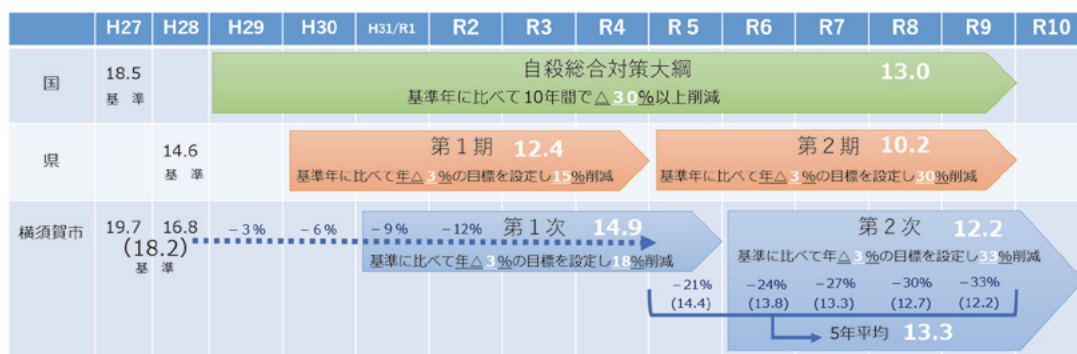 H27 H28 H29 H30 H31/R1 R2 R3 R4 R5 R6 R7 R8 R9 R10
国 18.5 自殺総合対策大綱 13.0
基準 基準年に比べて10年間で△30%以上削減
県 14.6 第1期 12.4 第2期 10.2
基準 基準年に比べて年△3%の目標を設定し15%削減 基準年に比べて年△3%の目標を設定し30%削減
横須賀市 19.7 16.8 －3% －6% －9% －12% 第1次 14.9 第2次 12.2
(18.2)
基準 基準に比べて年△3%の目標を設定し18%削減 基準に比べて年△3%の目標を設定し33%削減
－21% －24% －27% －30% －33%
(14.4) (13.8) (13.3) (12.7) (12.2)
5年平均 13.3